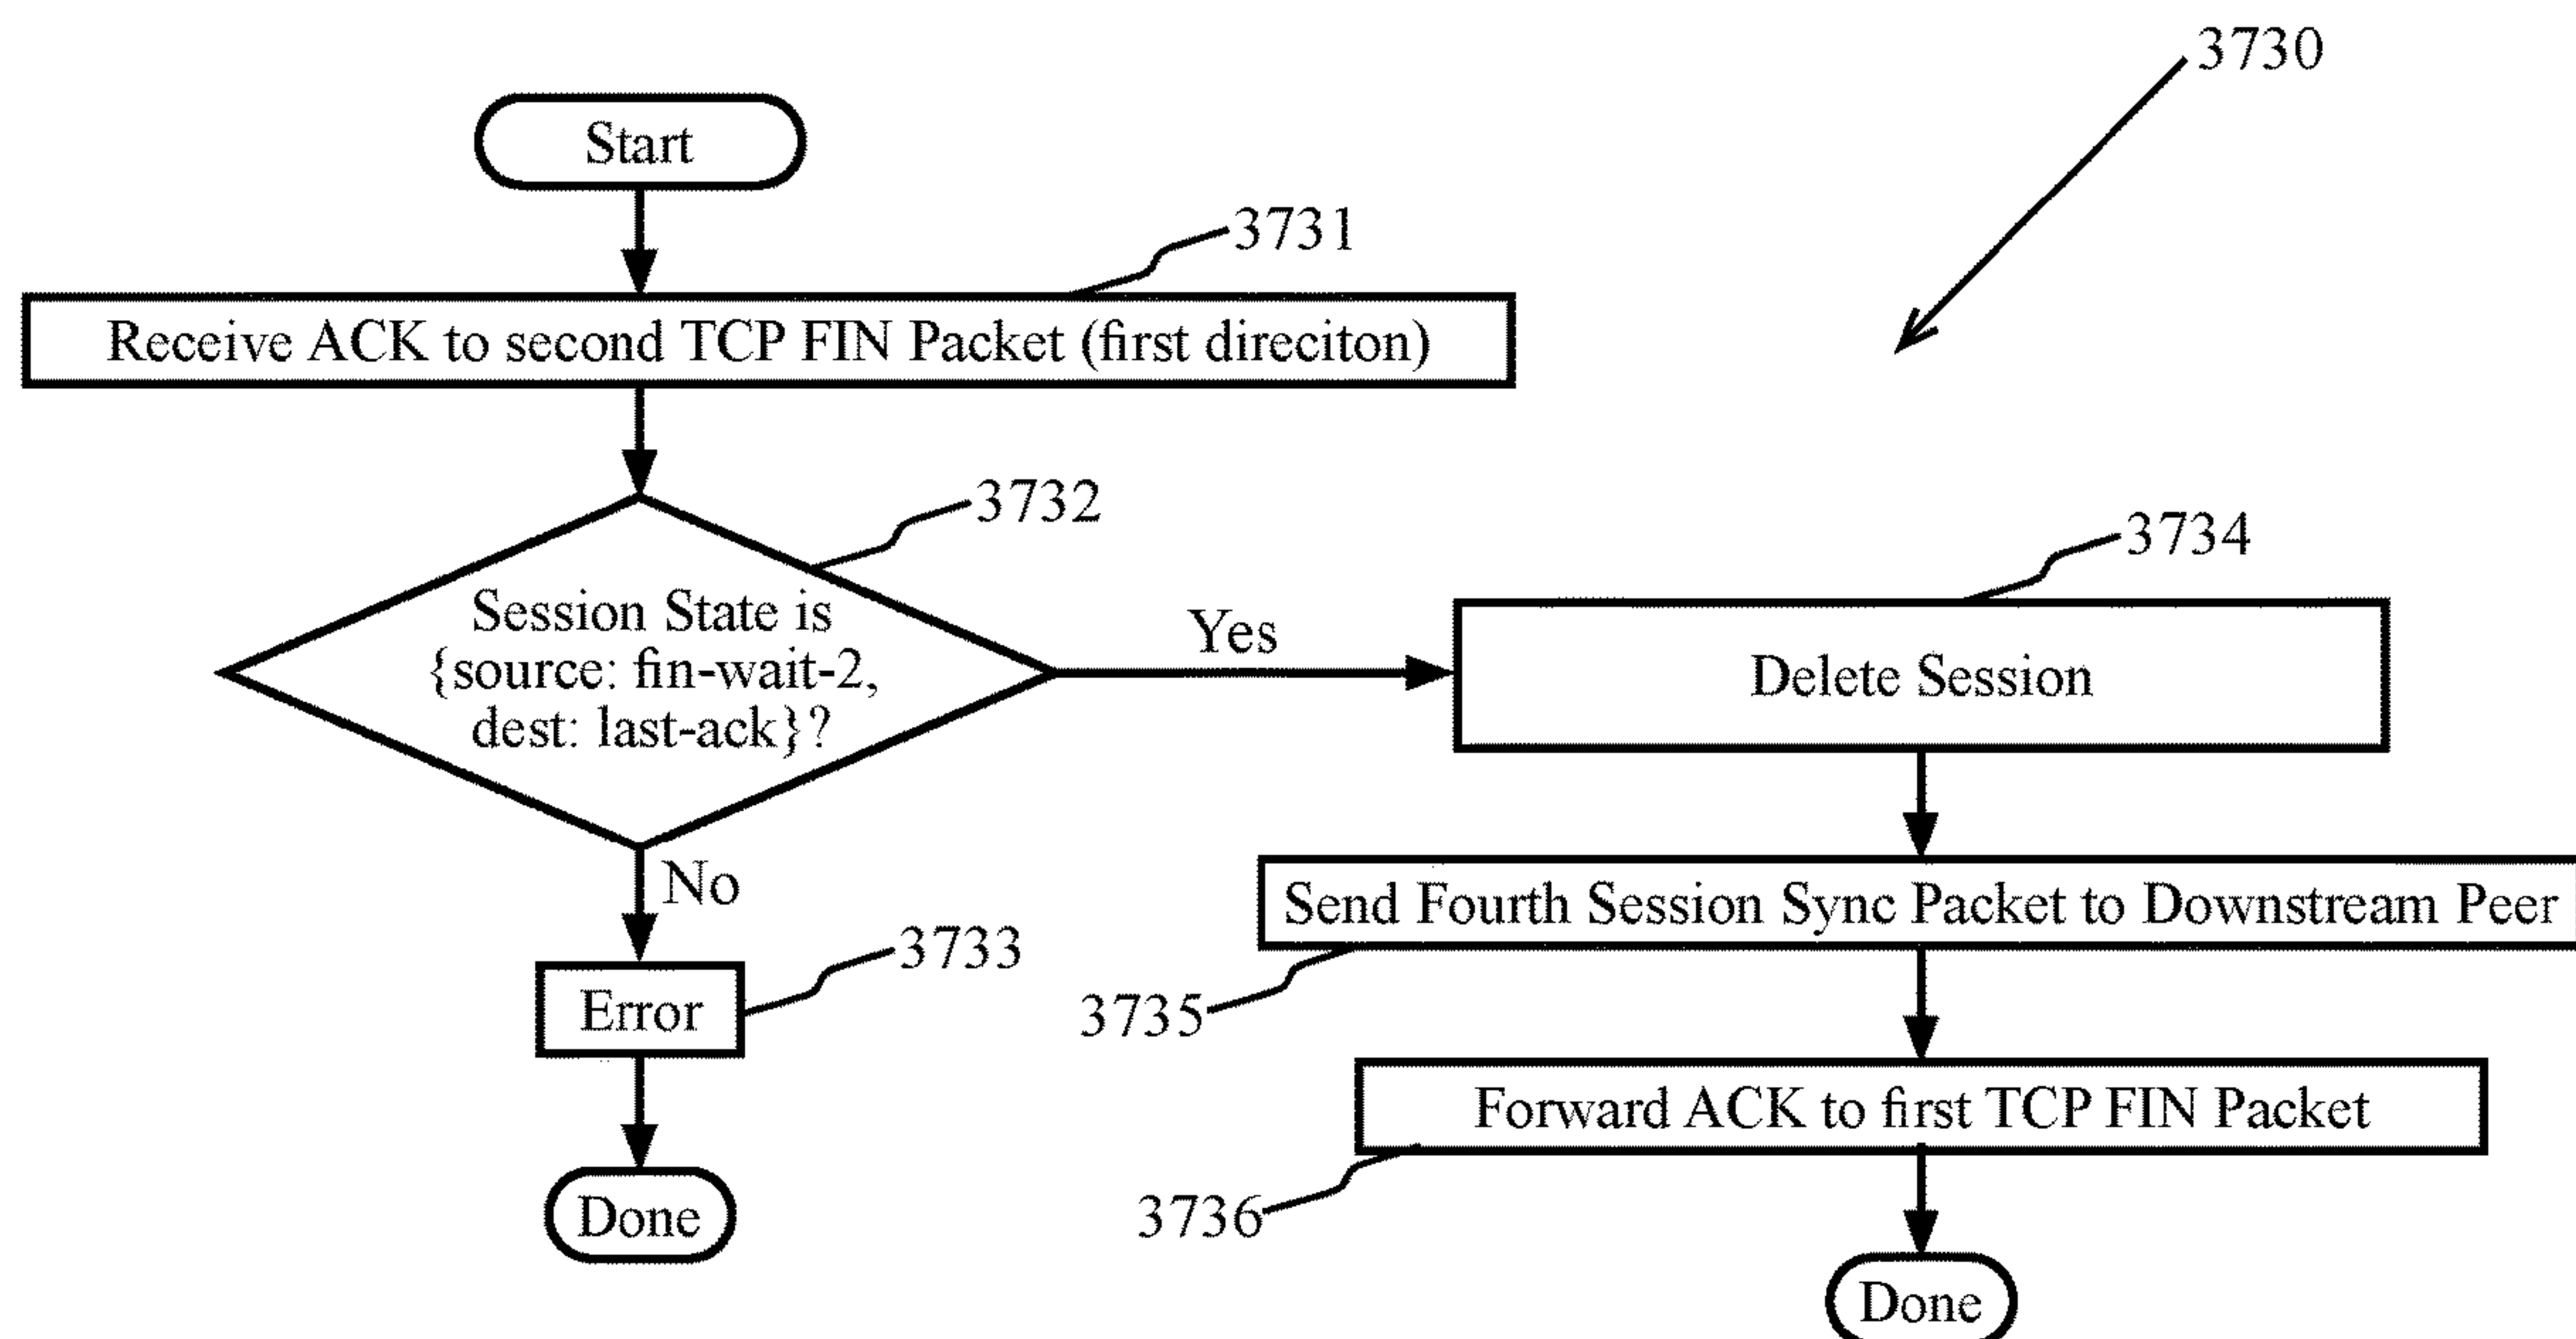 3730
Start
3731
Receive ACK to second TCP FIN Packet (first direciton)
3732
Session State is
{source: fin-wait-2,
dest: last-ack}?
Yes
3734
Delete Session
No
Send Fourth Session Sync Packet to Downstream Peer
3733
Error
3735
Forward ACK to first TCP FIN Packet
3736
Done
Done